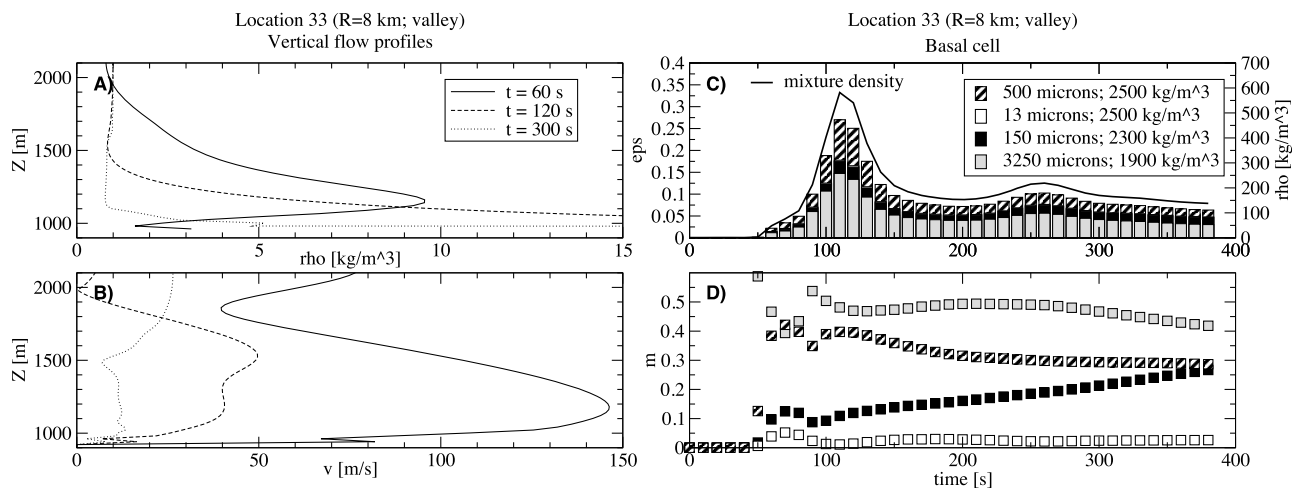 Location 33 (R=8 km; valley)
Vertical flow profiles
A)
t = 60 s
t = 120 s
t = 300 s
2000
1500
1000
Z [m]
0 5 10 15
rho [kg/m^3]
B)
2000
1500
1000
Z [m]
0 50 100 150
v [m/s]
Location 33 (R=8 km; valley)
Basal cell
C)
mixture density
500 microns; 2500 kg/m^3
13 microns; 2500 kg/m^3
150 microns; 2300 kg/m^3
3250 microns; 1900 kg/m^3
0.4
0.35
0.3
0.25
0.2
0.15
0.1
0.05
0
eps
700
600
500
400
300
200
100
0
rho [kg/m^3]
0 100 200 300 400
D)
0.5
0.4
0.3
0.2
0.1
0
m
0 100 200 300 400
time [s]